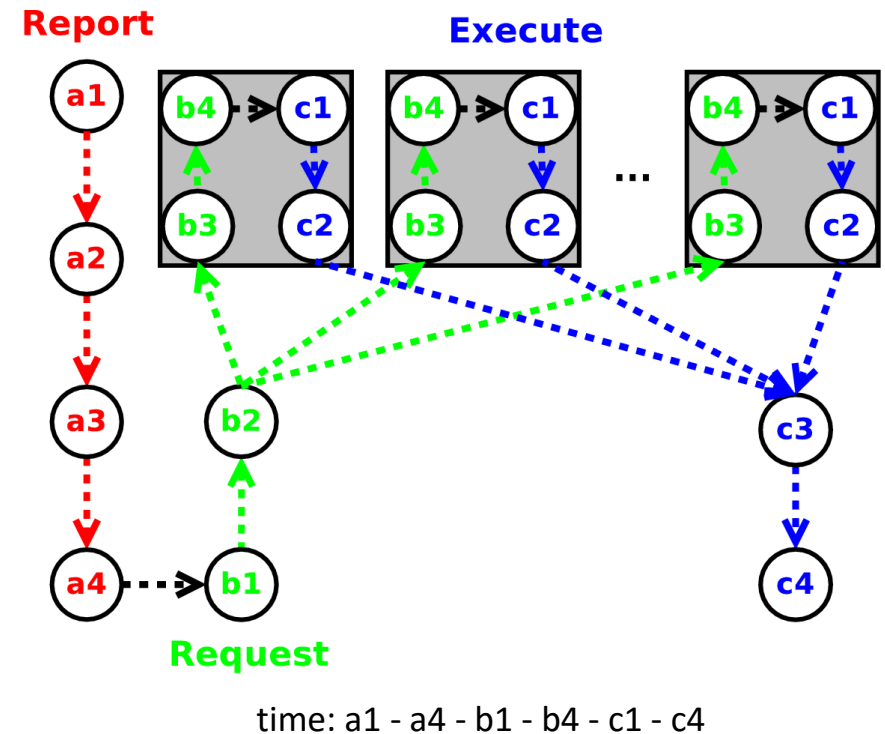 Report
Execute
a1
b4 c1 b4 c1 b4 c1
...
b3 c2 b3 c2 b3 c2
a2
a3
b2
c3
a4
b1
c4
Request
time: a1 - a4 - b1 - b4 - c1 - c4